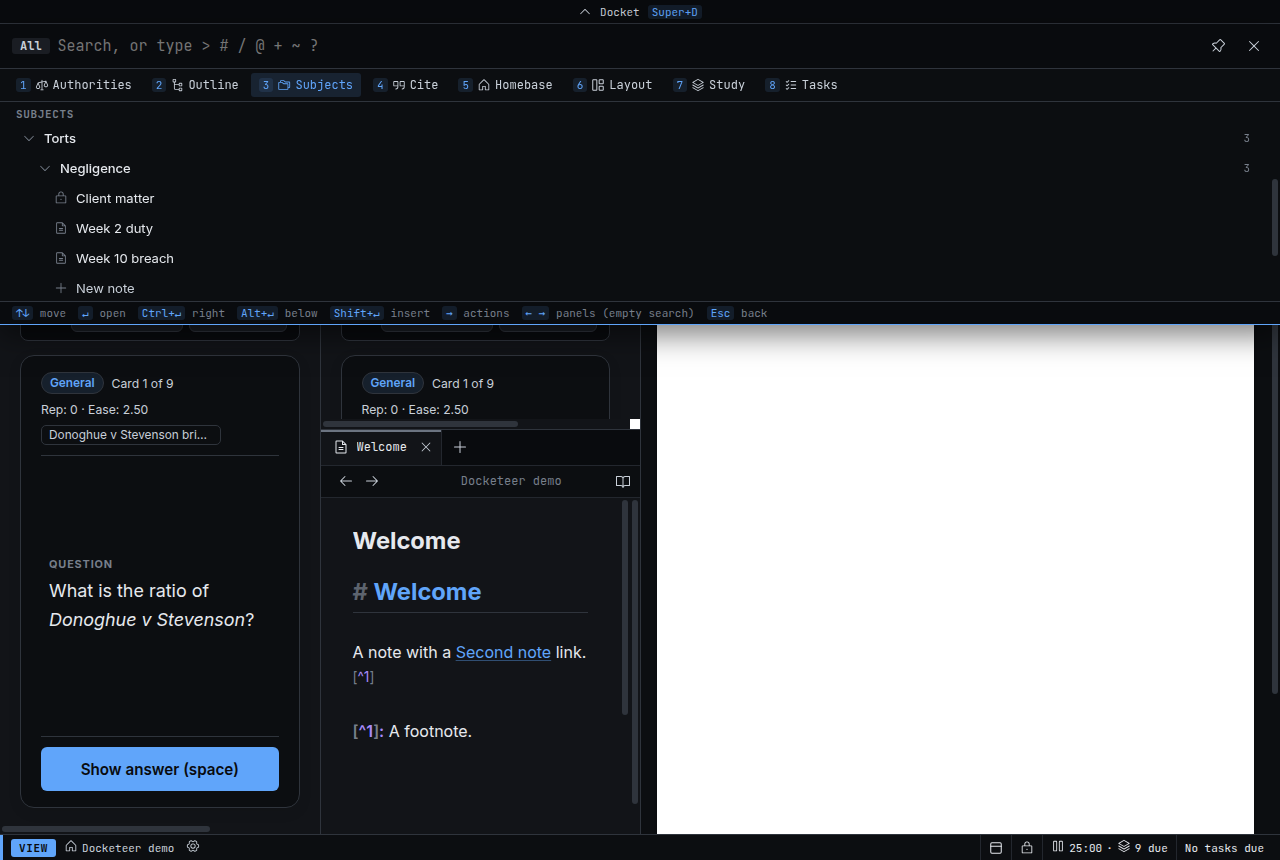 Docket Super+D
All Search, or type > # / @ + ~ ?
1 Authorities 2 Outline 3 Subjects 4 Cite 5 Homebase 6 Layout 7 Study 8 Tasks
SUBJECTS
Torts 3
Negligence 3
Client matter
Week 2 duty
Week 10 breach
New note
↑↓ move ↵ open Ctrl+↵ right Alt+↵ below Shift+↵ insert → actions ← → panels (empty search) Esc back
General Card 1 of 9
Rep: 0 · Ease: 2.50
Donoghue v Stevenson bri...
QUESTION
What is the ratio of
Donoghue v Stevenson?
Show answer (space)
General Card 1 of 9
Rep: 0 · Ease: 2.50
Welcome
Docketeer demo
Welcome
# Welcome
A note with a Second note link.
[^1]
[^1]: A footnote.
VIEW Docketeer demo 25:00 · 9 due No tasks due